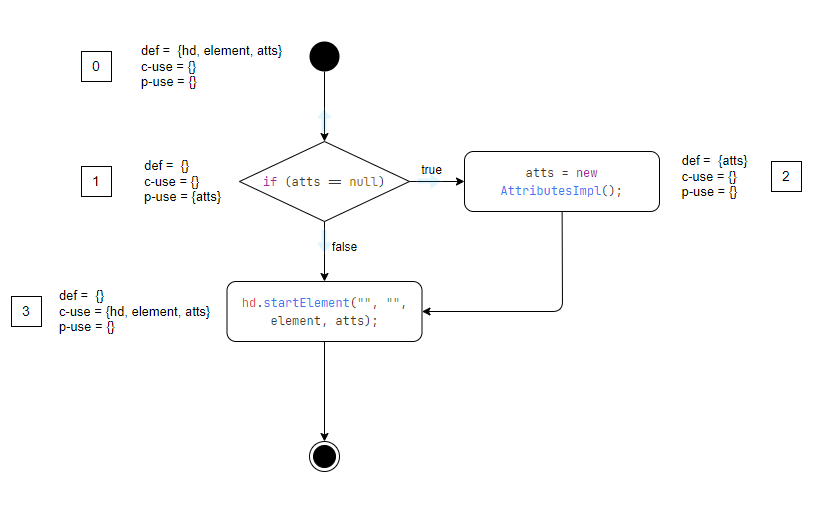 0
def =  {hd, element, atts}
c-use = {}
p-use = {}
1
def =  {}
c-use = {}
p-use = {atts}
if (atts == null)
true
false
atts = new
AttributesImpl();
def =  {atts}
c-use = {}
p-use = {}
2
3
def =  {}
c-use = {hd, element, atts}
p-use = {}
hd.startElement("", "",
element, atts);